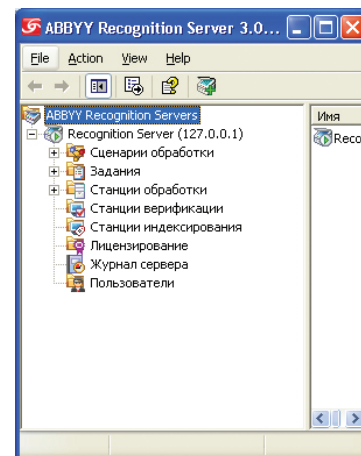 ABBYY Recognition Server 3.0...
File Action View Help
ABBYY Recognition Servers
Имя
Recognition Server (127.0.0.1)
Reco
Сценарии обработки
Задания
Станции обработки
Станции верификации
Станции индексирования
Лицензирование
Журнал сервера
Пользователи